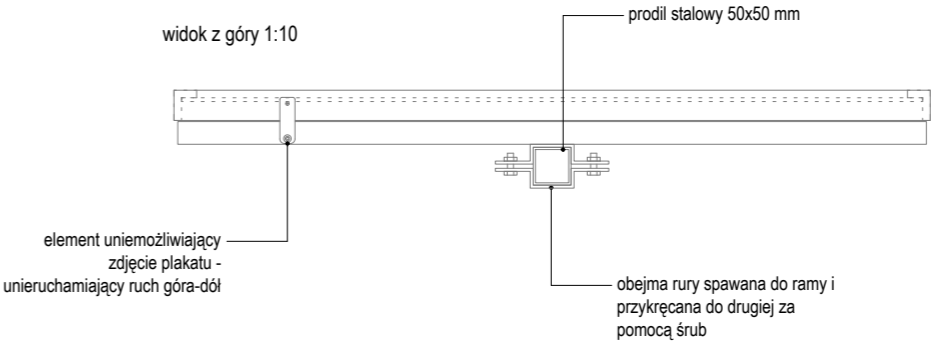 prodil stalowy 50x50 mm
widok z góry 1:10
element uniemożliwiający
zdjęcie plakatu -
unieruchamiający ruch góra-dół
obejma rury spawana do ramy i
przykręcana do drugiej za
pomocą śrub